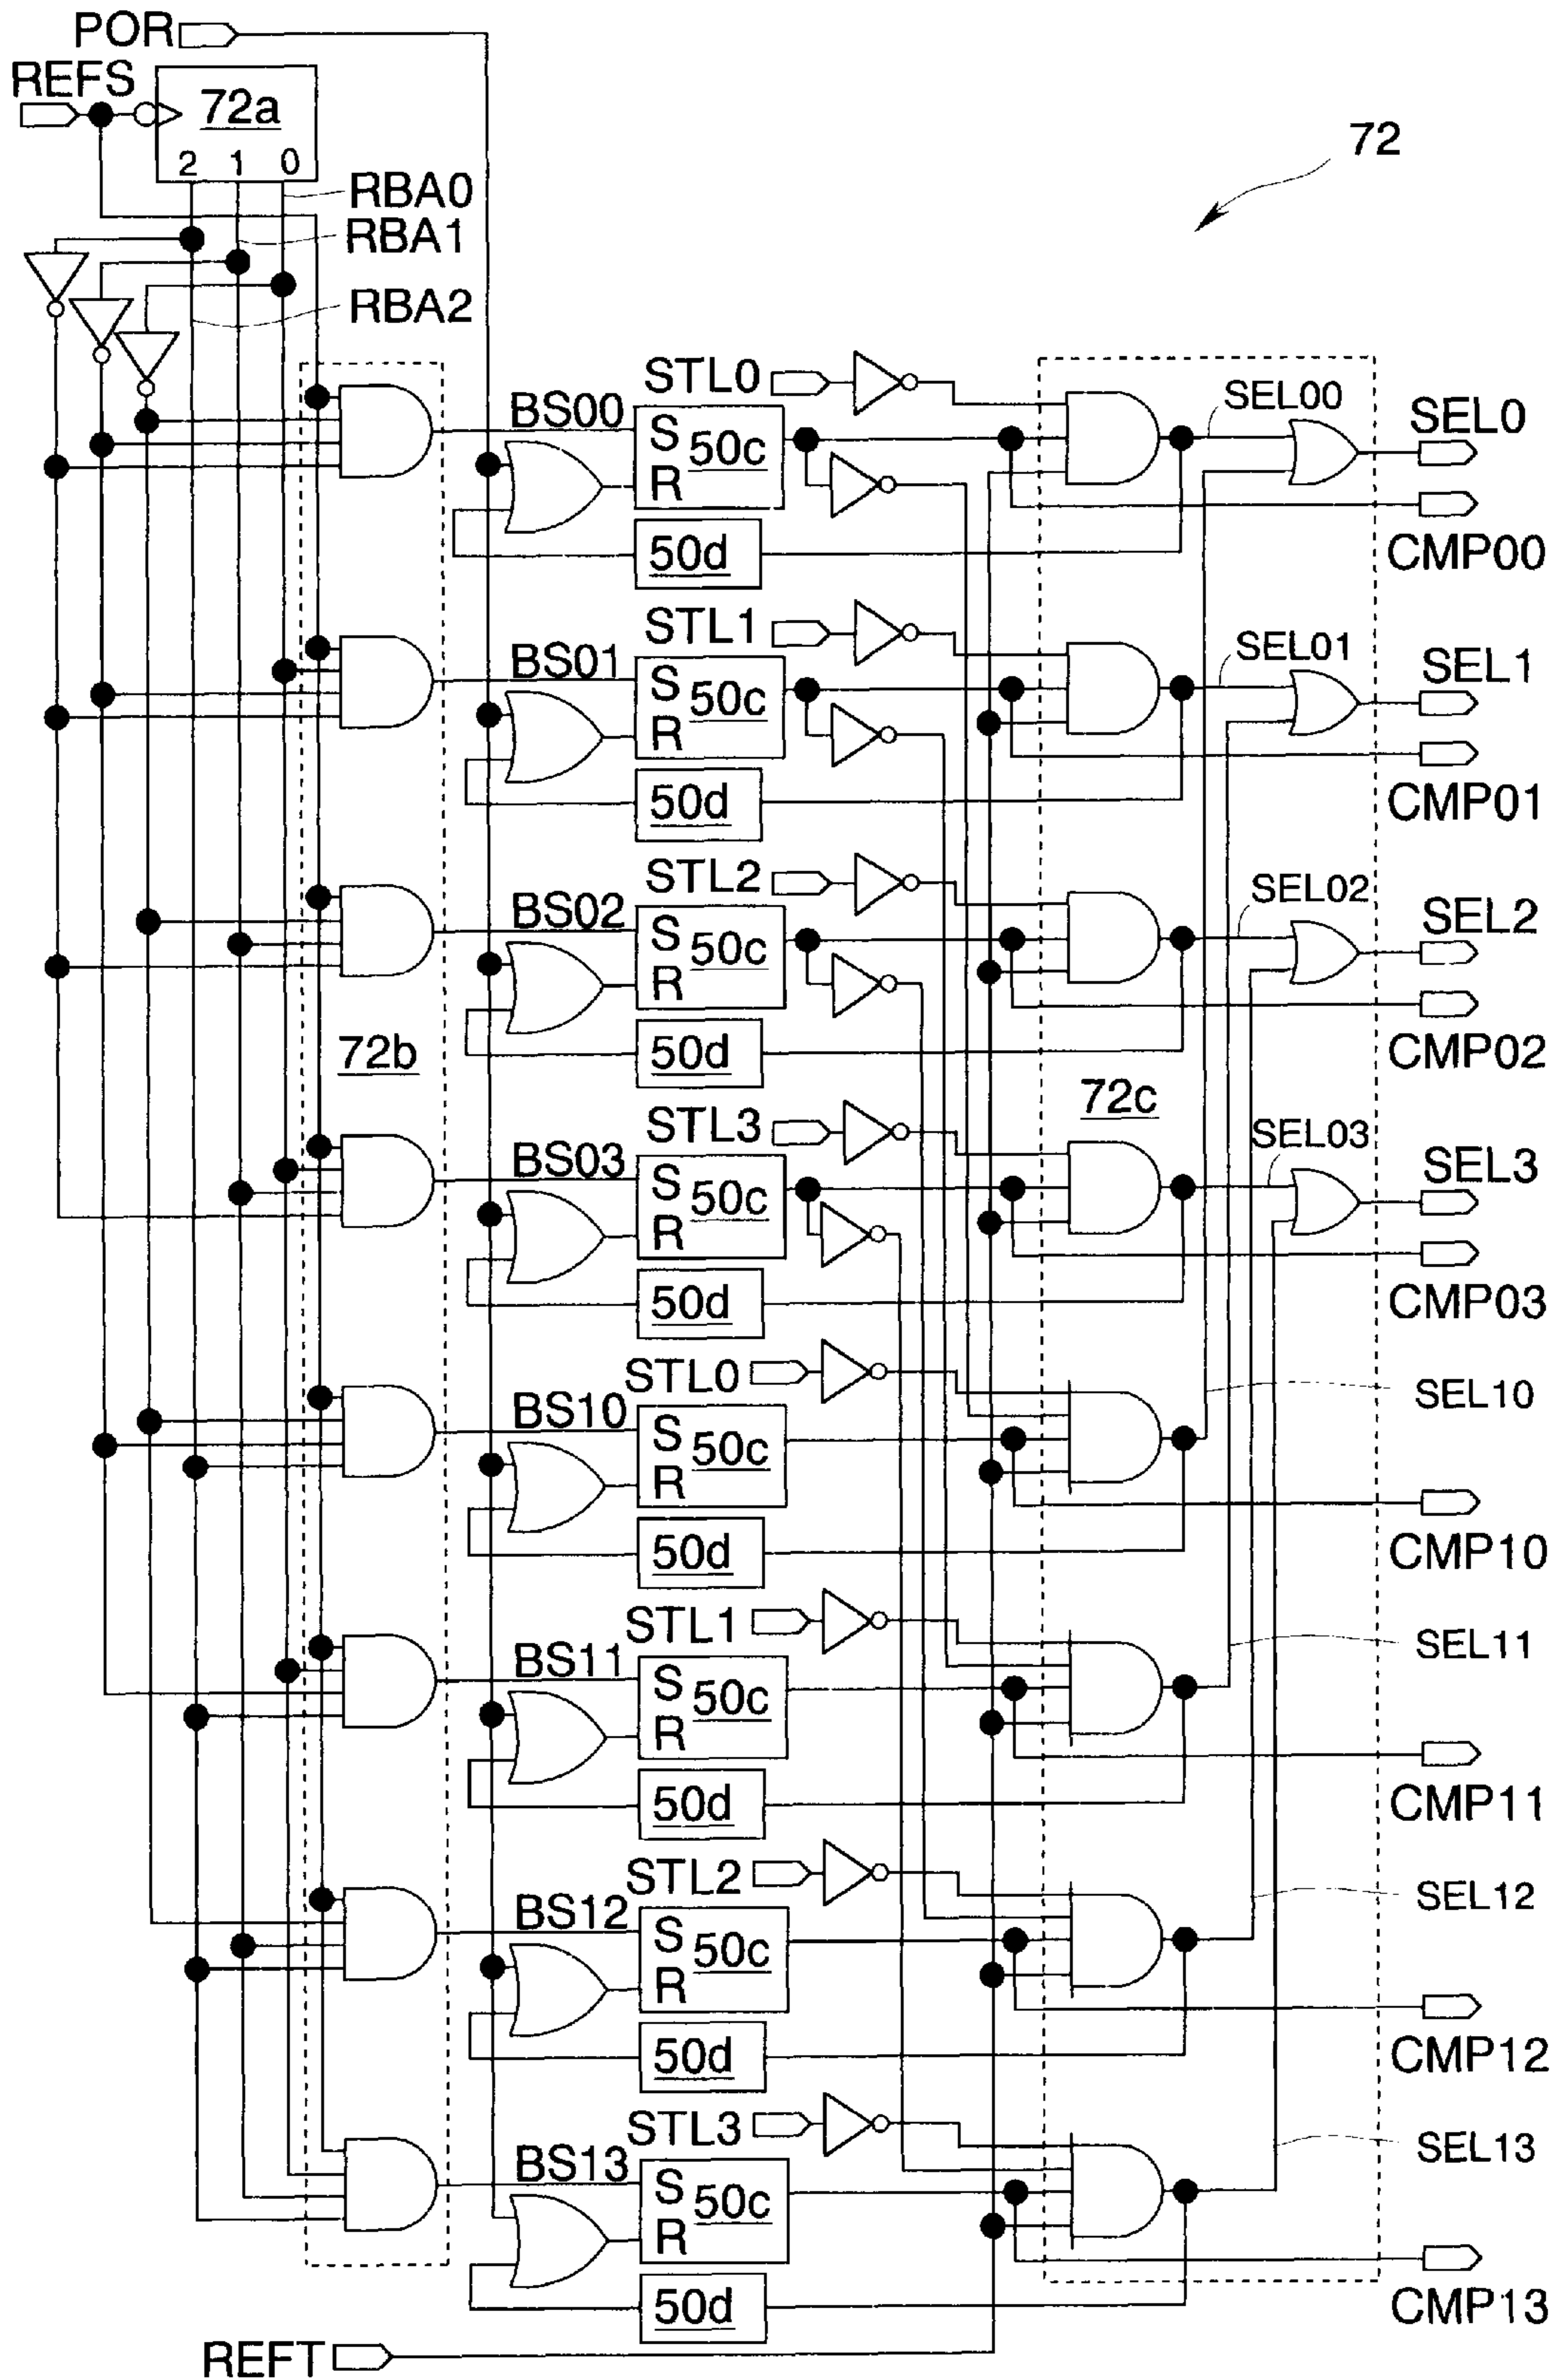 POR
REFS
72a
2 1 0
72
RBA0
RBA1
RBA2
STL0
BS00
S
R
50c
50d
SEL00
SEL0
CMP00
STL1
BS01
S
R
50c
50d
SEL01
SEL1
CMP01
STL2
BS02
S
R
50c
50d
SEL02
SEL2
CMP02
72b
72c
STL3
BS03
S
R
50c
50d
SEL03
SEL3
CMP03
STL0
BS10
S
R
50c
50d
SEL10
CMP10
STL1
BS11
S
R
50c
50d
SEL11
CMP11
STL2
BS12
S
R
50c
50d
SEL12
CMP12
STL3
BS13
S
R
50c
50d
SEL13
CMP13
REFT